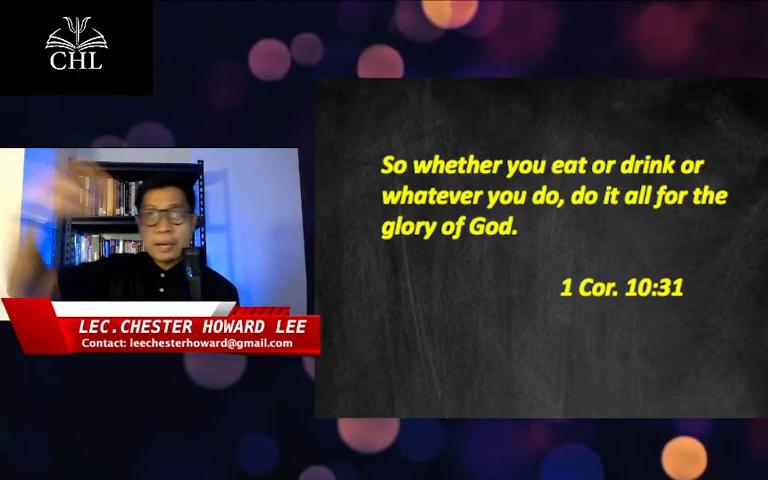 CHL
So whether you eat or drink or
whatever you do, do it all for the
glory of God.
1 Cor. 10:31
LEC.CHESTER HOWARD LEE
Contact: leechesterhoward@gmail.com